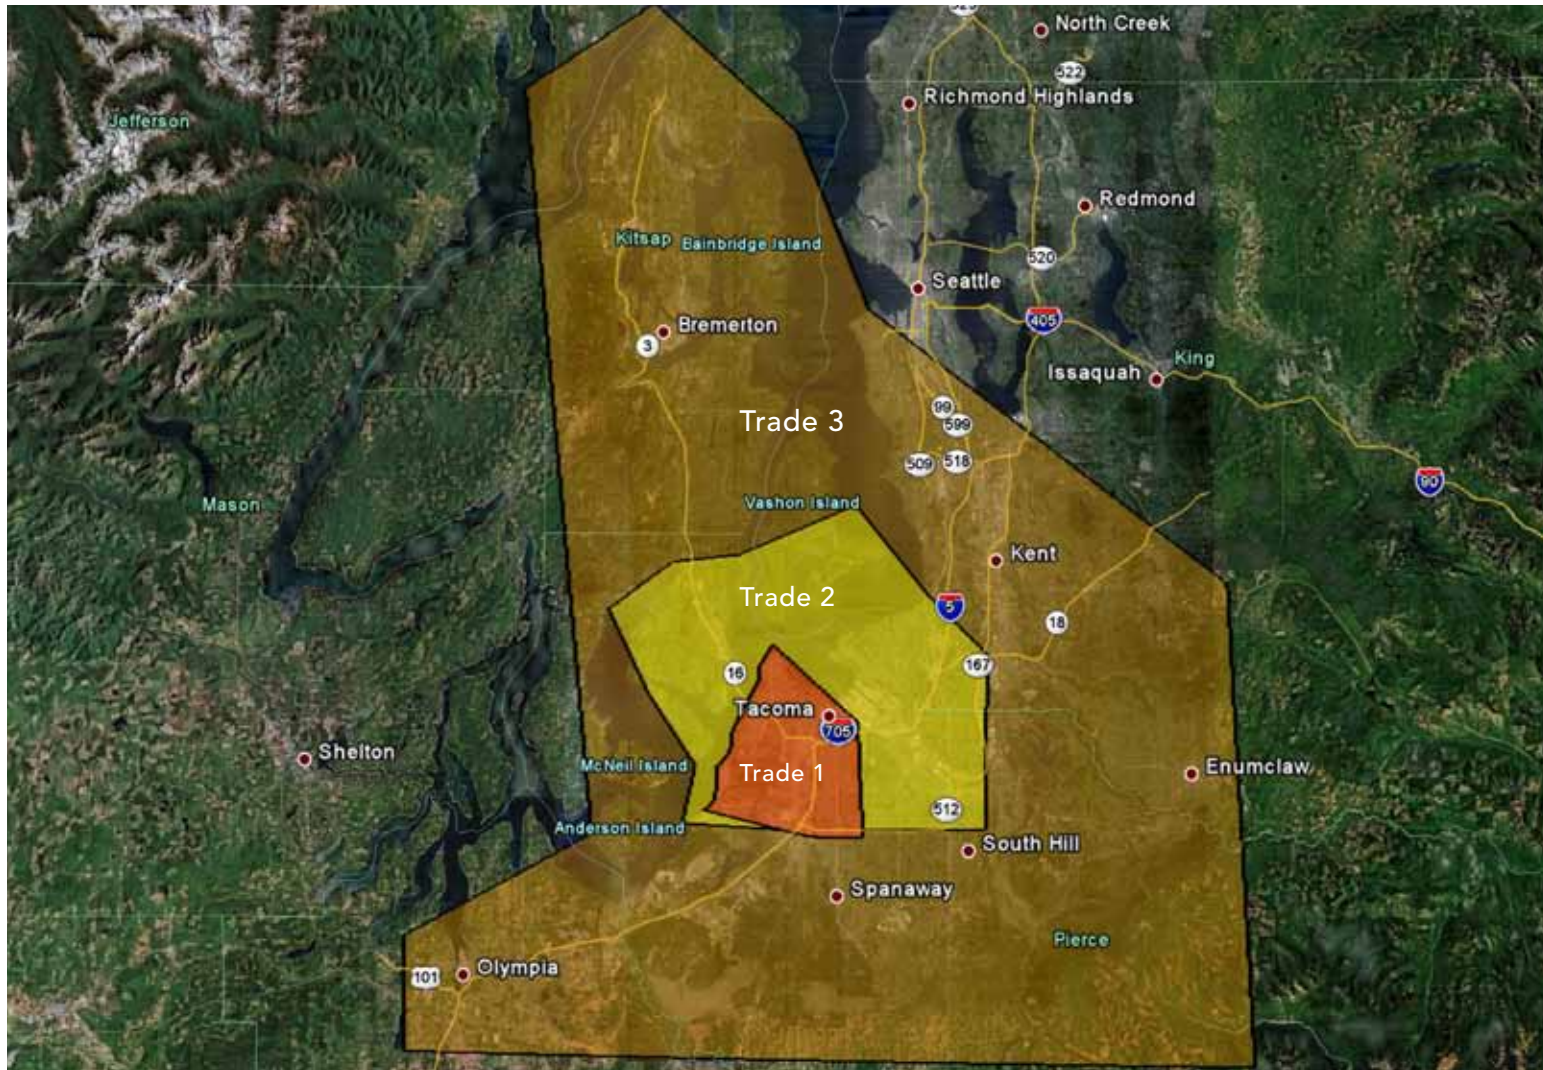 North Creek
522
Richmond Highlands
Jefferson
Redmond
Kitsap
Bainbridge Island
520
Seattle
405
Bremerton
3
King
Issaquah
99
Trade 3
599
509
518
90
Mason
Vashon Island
Kent
Trade 2
5
18
167
16
Tacoma
705
Shelton
McNeil Island
Trade 1
Enumclaw
512
Anderson Island
South Hill
Spanaway
Pierce
Olympia
101